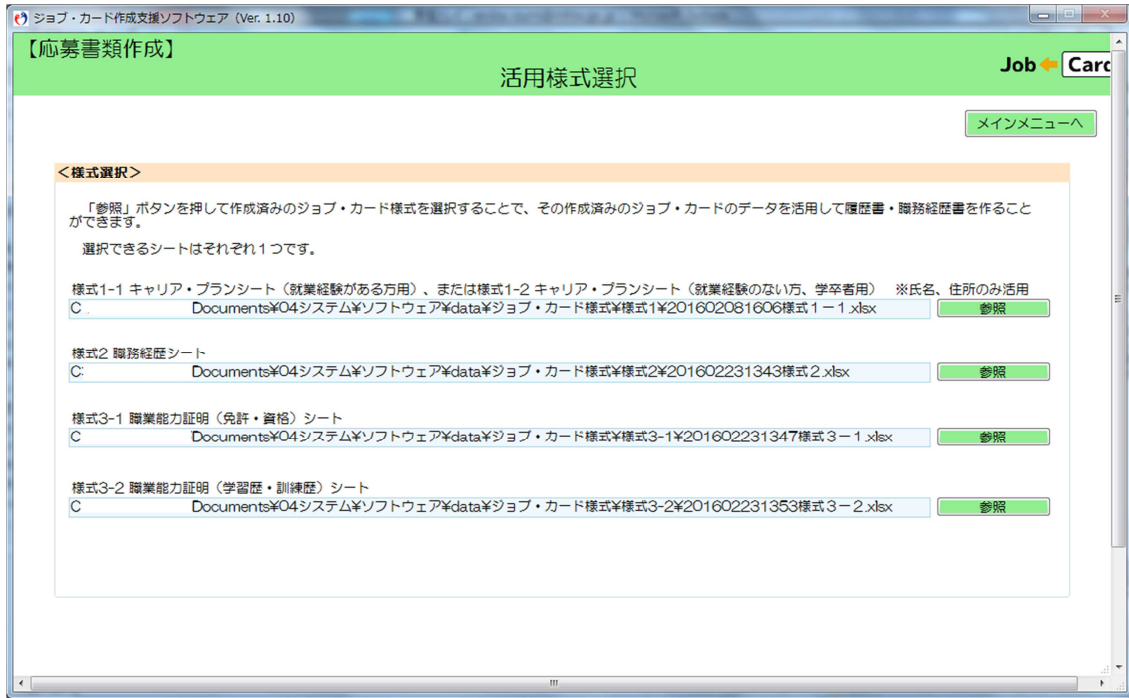 ジョブ・カード作成支援ソフトウェア（Ver. 1.10）
【応募書類作成】
活用様式選択
Job Card
メインメニューへ
＜様式選択＞
「参照」ボタンを押して作成済みのジョブ・カード様式を選択することで、その作成済みのジョブ・カードのデータを活用して履歴書・職務経歴書を作ること
ができます。
選択できるシートはそれぞれ１つです。
様式1-1 キャリア・プランシート（就業経験がある方用）、または様式1-2 キャリア・プランシート（就業経験のない方、学卒者用） ※氏名、住所のみ活用
C Documents¥04システム¥ソフトウェア¥data¥ジョブ・カード様式¥様式1¥201602081606様式１－１.xlsx 参照
様式2 職務経歴シート
C: Documents¥04システム¥ソフトウェア¥data¥ジョブ・カード様式¥様式2¥201602231343様式２.xlsx 参照
様式3-1 職業能力証明（免許・資格）シート
C Documents¥04システム¥ソフトウェア¥data¥ジョブ・カード様式¥様式3-1¥201602231347様式３－１.xlsx 参照
様式3-2 職業能力証明（学習歴・訓練歴）シート
C Documents¥04システム¥ソフトウェア¥data¥ジョブ・カード様式¥様式3-2¥201602231353様式３－２.xlsx 参照